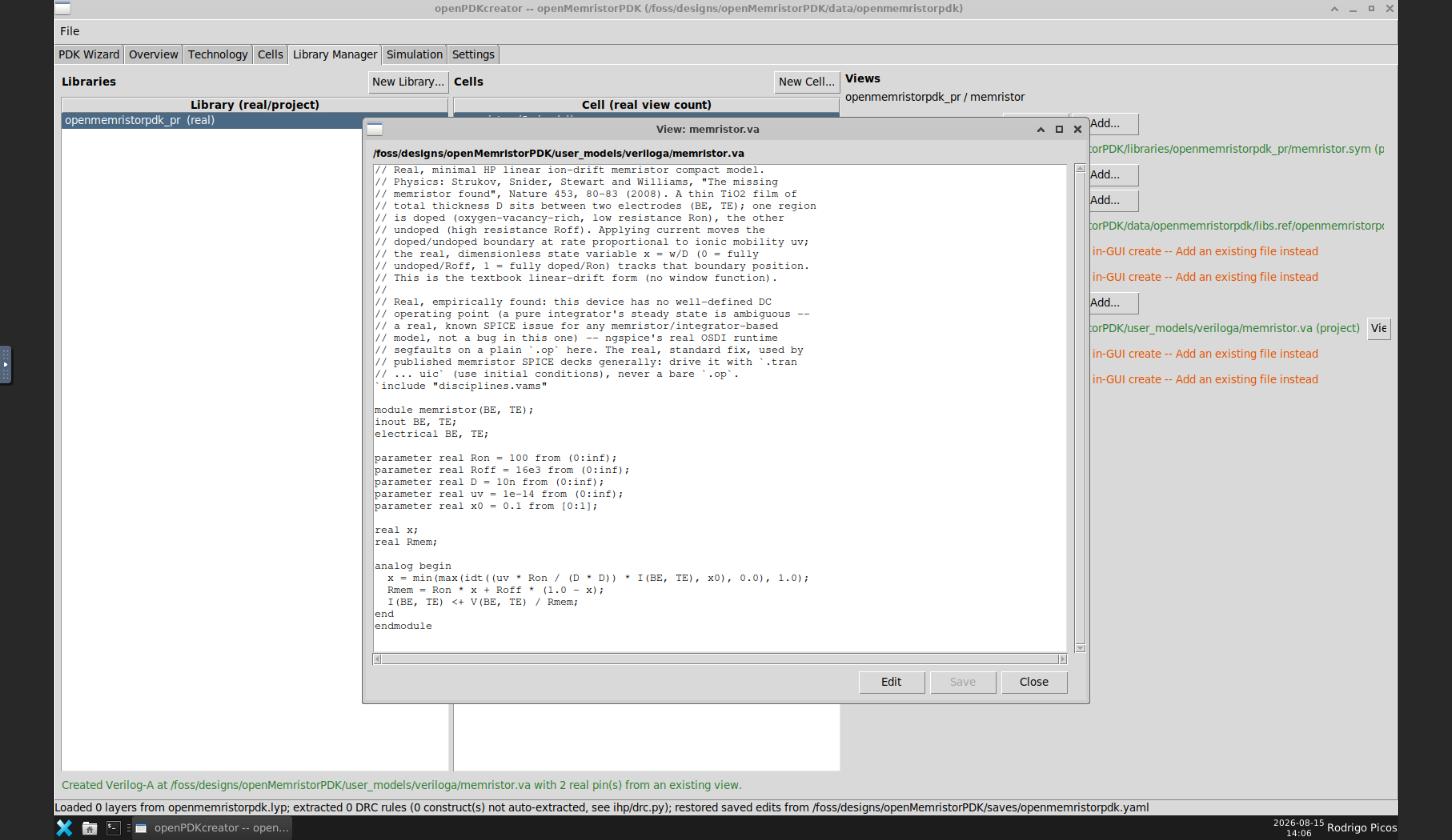 openPDKcreator -- openMemristorPDK (/foss/designs/openMemristorPDK/data/openmemristorpdk)
File
PDK Wizard Overview Technology Cells Library Manager Simulation Settings
Libraries New Library... Cells New Cell... Views
openmemristorpdk_pr / memristor
Library (real/project) Cell (real view count)
openmemristorpdk_pr (real)
View: memristor.va
/foss/designs/openMemristorPDK/user_models/veriloga/memristor.va
// Real, minimal HP linear ion-drift memristor compact model.
// Physics: Strukov, Snider, Stewart and Williams, "The missing
// memristor found", Nature 453, 80-83 (2008). A thin TiO2 film of
// total thickness D sits between two electrodes (BE, TE); one region
// is doped (oxygen-vacancy-rich, low resistance Ron), the other
// undoped (high resistance Roff). Applying current moves the
// doped/undoped boundary at rate proportional to ionic mobility uv;
// the real, dimensionless state variable x = w/D (0 = fully
// undoped/Roff, 1 = fully doped/Ron) tracks that boundary position.
// This is the textbook linear-drift form (no window function).
//
// Real, empirically found: this device has no well-defined DC
// operating point (a pure integrator's steady state is ambiguous --
// a real, known SPICE issue for any memristor/integrator-based
// model, not a bug in this one) -- ngspice's real OSDI runtime
// segfaults on a plain `.op` here. The real, standard fix, used by
// published memristor SPICE decks generally: drive it with `.tran
// ... uic` (use initial conditions), never a bare `.op`.
`include "disciplines.vams"
module memristor(BE, TE);
inout BE, TE;
electrical BE, TE;
parameter real Ron = 100 from (0:inf);
parameter real Roff = 16e3 from (0:inf);
parameter real D = 10n from (0:inf);
parameter real uv = 1e-14 from (0:inf);
parameter real x0 = 0.1 from [0:1];
real x;
real Rmem;
analog begin
x = min(max(idt((uv * Ron / (D * D)) * I(BE, TE), x0), 0.0), 1.0);
Rmem = Ron * x + Roff * (1.0 - x);
I(BE, TE) <+ V(BE, TE) / Rmem;
end
endmodule
Edit Save Close
Add...
orPDK/libraries/openmemristorpdk_pr/memristor.sym (p
Add...
Add...
orPDK/data/openmemristorpdk/libs.ref/openmemristorpd
in-GUI create -- Add an existing file instead
in-GUI create -- Add an existing file instead
Add...
orPDK/user_models/veriloga/memristor.va (project) Vie
in-GUI create -- Add an existing file instead
in-GUI create -- Add an existing file instead
Created Verilog-A at /foss/designs/openMemristorPDK/user_models/veriloga/memristor.va with 2 real pin(s) from an existing view.
Loaded 0 layers from openmemristorpdk.lyp; extracted 0 DRC rules (0 construct(s) not auto-extracted, see ihp/drc.py); restored saved edits from /foss/designs/openMemristorPDK/saves/openmemristorpdk.yaml
openPDKcreator -- open...
2026-08-15
14:06
Rodrigo Picos